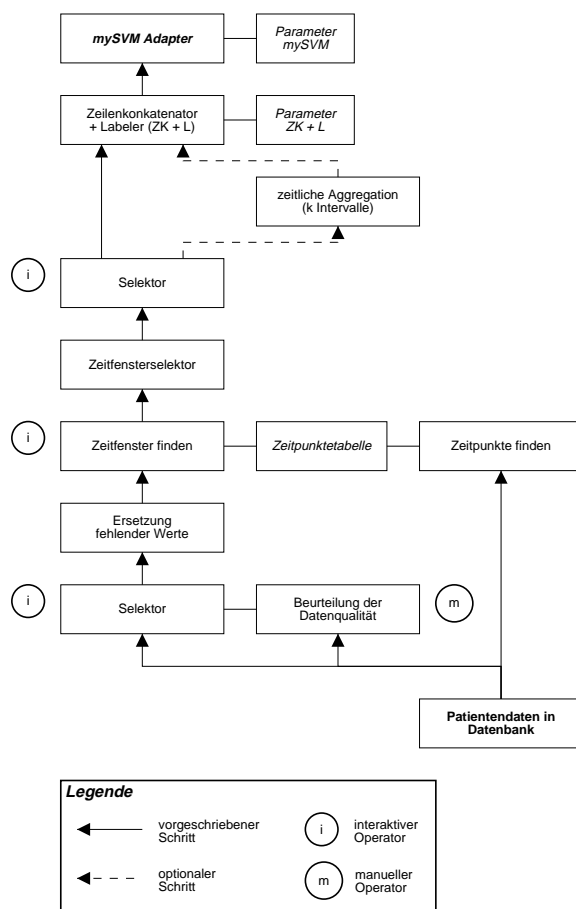 mySVM Adapter
Parameter
mySVM
Zeilenkonkatenator
+ Labeler (ZK + L)
Parameter
ZK + L
zeitliche Aggregation
(k Intervalle)
i
Selektor
Zeitfensterselektor
i
Zeitfenster finden
Zeitpunktetabelle
Zeitpunkte finden
Ersetzung
fehlender Werte
i
Selektor
Beurteilung der
Datenqualität
m
Patientendaten in
Datenbank
Legende
vorgeschriebener
Schritt
i
interaktiver
Operator
optionaler
Schritt
m
manueller
Operator